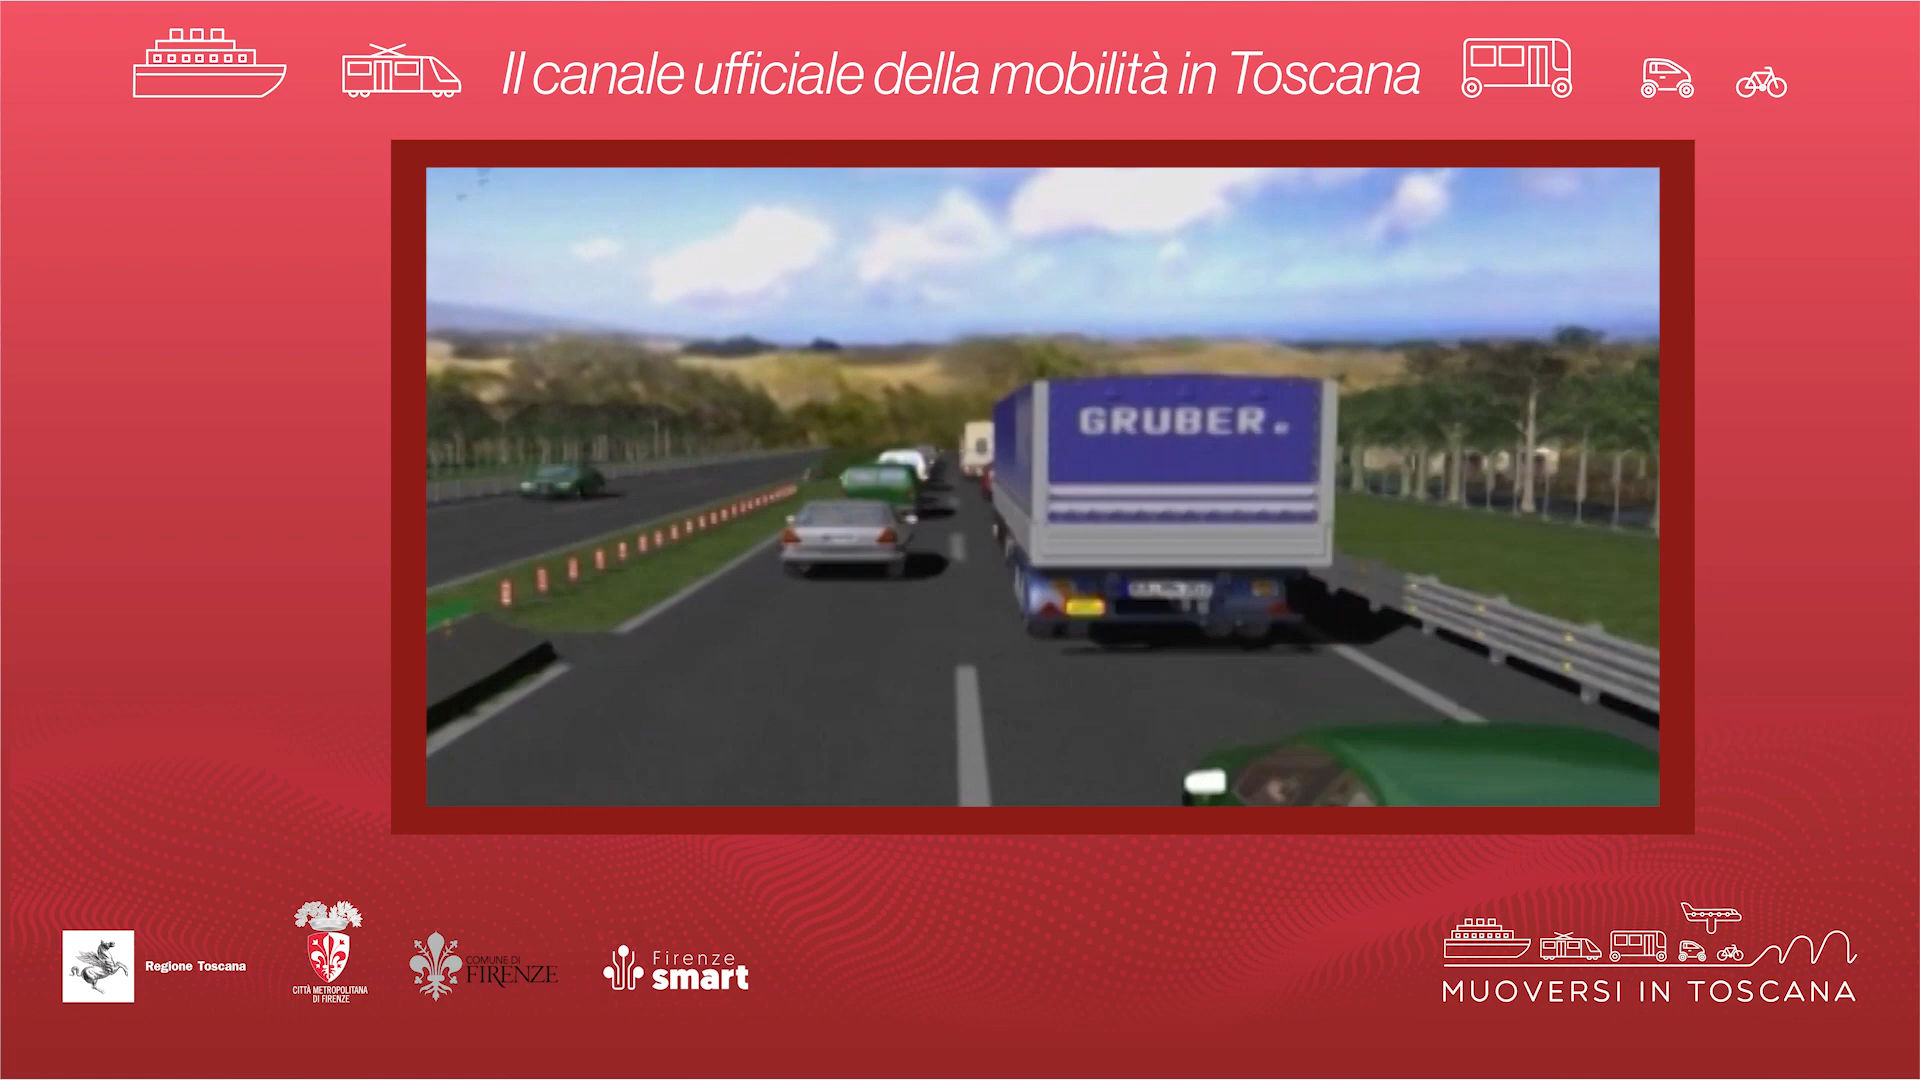 Il canale ufficiale della mobilità in Toscana
GRUBER.
Regione Toscana
CITTÀ METROPOLITANA
DI FIRENZE
COMUNE DI
FIRENZE
Firenze
smart
MUOVERSI IN TOSCANA